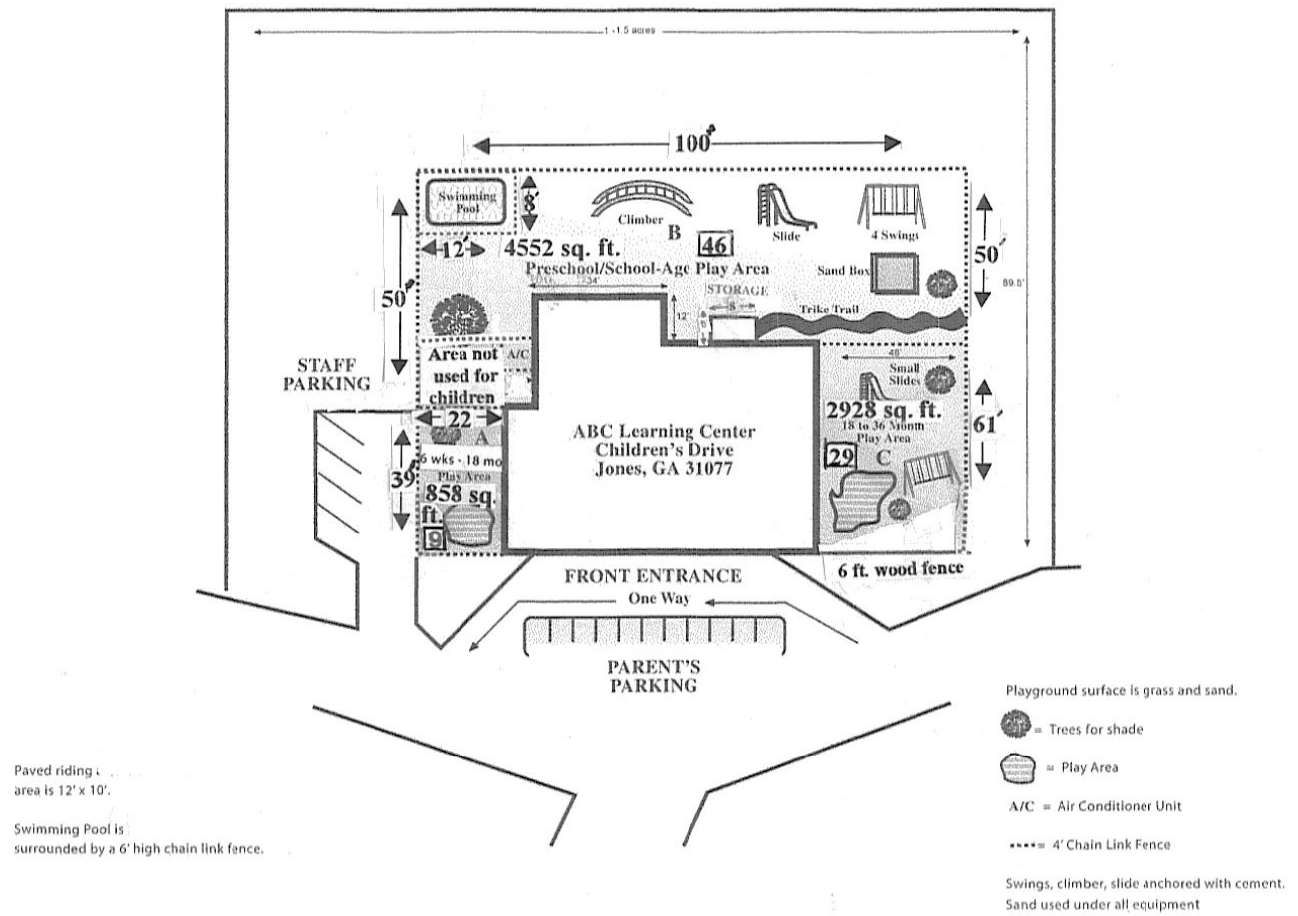 1 -1.5 acres
100'
Swimming
Pool
8'
Climber
B
46
Slide
4 Swings
12'
4552 sq. ft.
Preschool/School-Age Play Area
Sand Box
50'
50'
89.5'
34'
STORAGE
8
8'
12'
Trike Trail
Area not
used for
children
A/C
STAFF
PARKING
48'
Small
Slides
22
A
6 wks - 18 mo
Play Area
858 sq.
ft.
9
39'
ABC Learning Center
Children's Drive
Jones, GA 31077
2928 sq. ft.
18 to 36 Month
Play Area
29
C
61'
6 ft. wood fence
FRONT ENTRANCE
One Way
PARENT'S
PARKING
Paved riding
area is 12' x 10'.
Swimming Pool is
surrounded by a 6' high chain link fence.
Playground surface is grass and sand.
= Trees for shade
= Play Area
A/C = Air Conditioner Unit
= 4' Chain Link Fence
Swings, climber, slide anchored with cement.
Sand used under all equipment